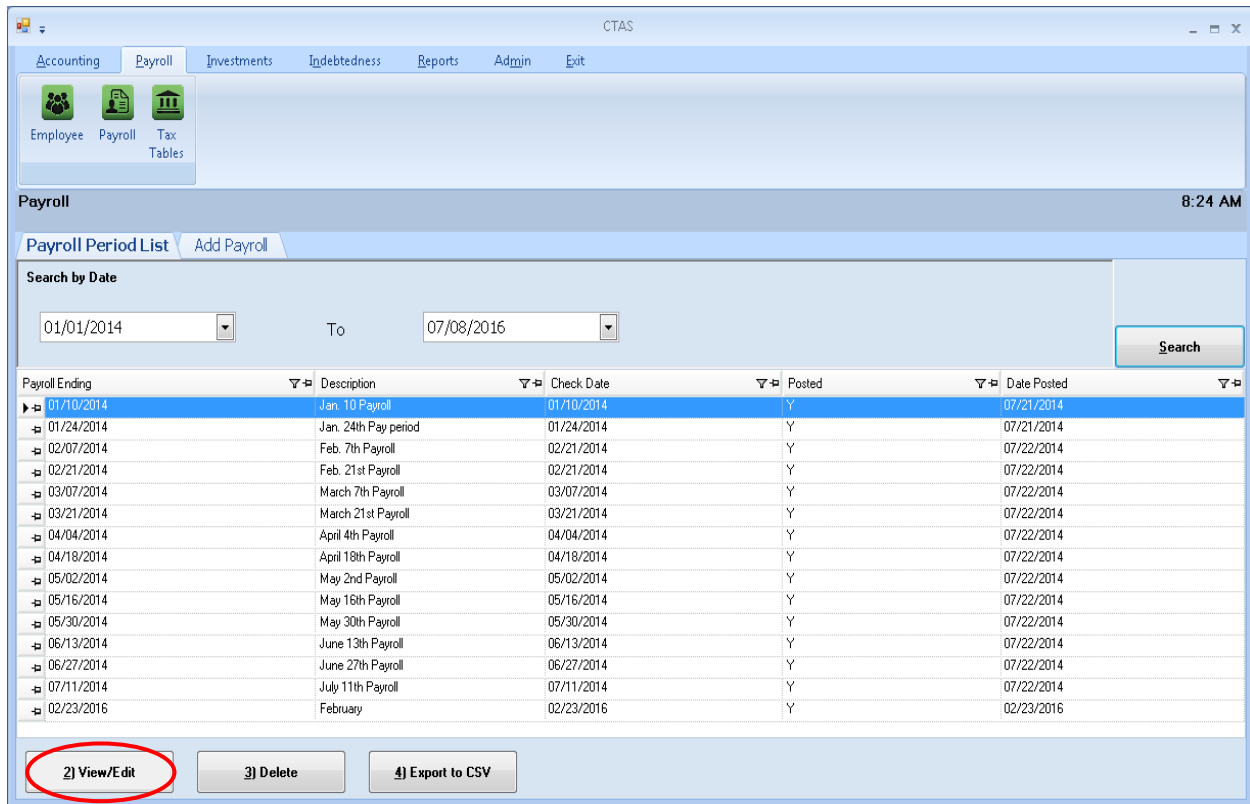 CTAS
Accounting Payroll Investments Indebtedness Reports Admin Exit
Employee Payroll Tax Tables
Payroll 8:24 AM
Payroll Period List Add Payroll
Search by Date
01/01/2014 To 07/08/2016
Search
Payroll Ending Description Check Date Posted Date Posted
01/10/2014 Jan. 10 Payroll 01/10/2014 Y 07/21/2014
01/24/2014 Jan. 24th Pay period 01/24/2014 Y 07/21/2014
02/07/2014 Feb. 7th Payroll 02/21/2014 Y 07/22/2014
02/21/2014 Feb. 21st Payroll 02/21/2014 Y 07/22/2014
03/07/2014 March 7th Payroll 03/07/2014 Y 07/22/2014
03/21/2014 March 21st Payroll 03/21/2014 Y 07/22/2014
04/04/2014 April 4th Payroll 04/04/2014 Y 07/22/2014
04/18/2014 April 18th Payroll 04/18/2014 Y 07/22/2014
05/02/2014 May 2nd Payroll 05/02/2014 Y 07/22/2014
05/16/2014 May 16th Payroll 05/16/2014 Y 07/22/2014
05/30/2014 May 30th Payroll 05/30/2014 Y 07/22/2014
06/13/2014 June 13th Payroll 06/13/2014 Y 07/22/2014
06/27/2014 June 27th Payroll 06/27/2014 Y 07/22/2014
07/11/2014 July 11th Payroll 07/11/2014 Y 07/22/2014
02/23/2016 February 02/23/2016 Y 02/23/2016
2) View/Edit 3) Delete 4) Export to CSV